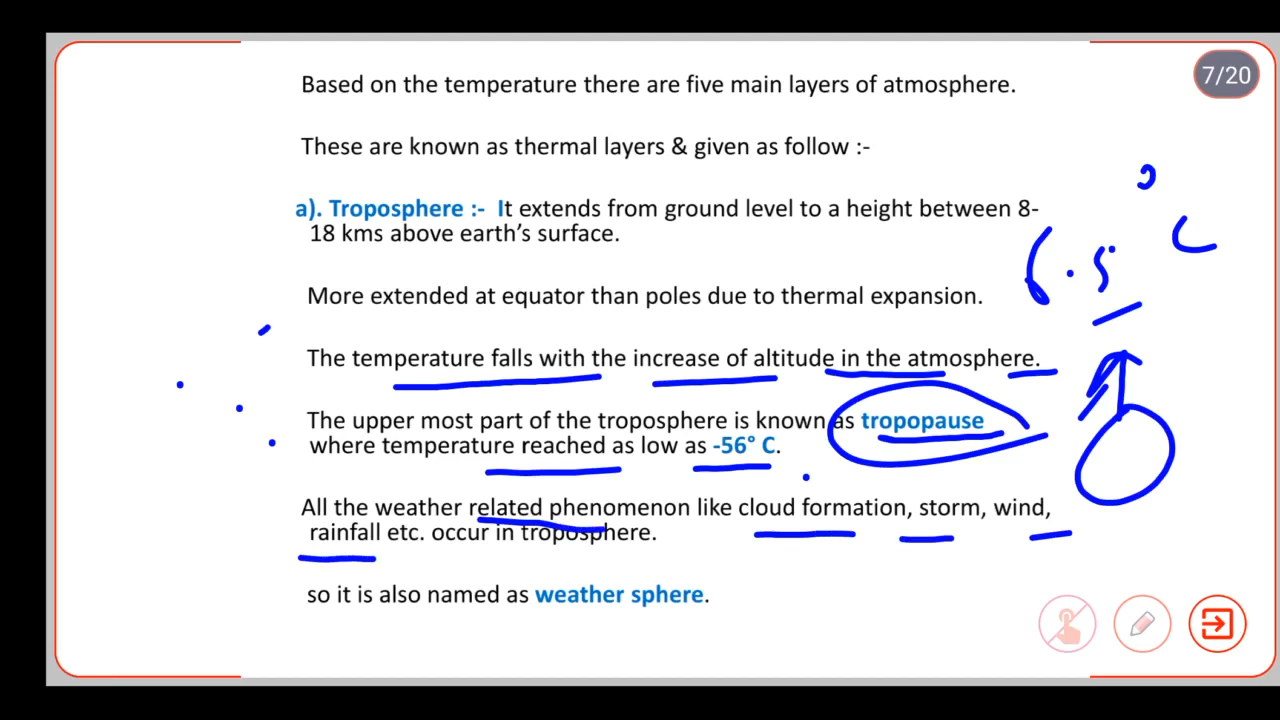 7/20
Based on the temperature there are five main layers of atmosphere.
These are known as thermal layers & given as follow :-
a). Troposphere :- It extends from ground level to a height between 8-
18 kms above earth's surface.
6.5 °C
More extended at equator than poles due to thermal expansion.
The temperature falls with the increase of altitude in the atmosphere.
The upper most part of the troposphere is known as tropopause
where temperature reached as low as -56° C.
All the weather related phenomenon like cloud formation, storm, wind,
rainfall etc. occur in troposphere.
so it is also named as weather sphere.